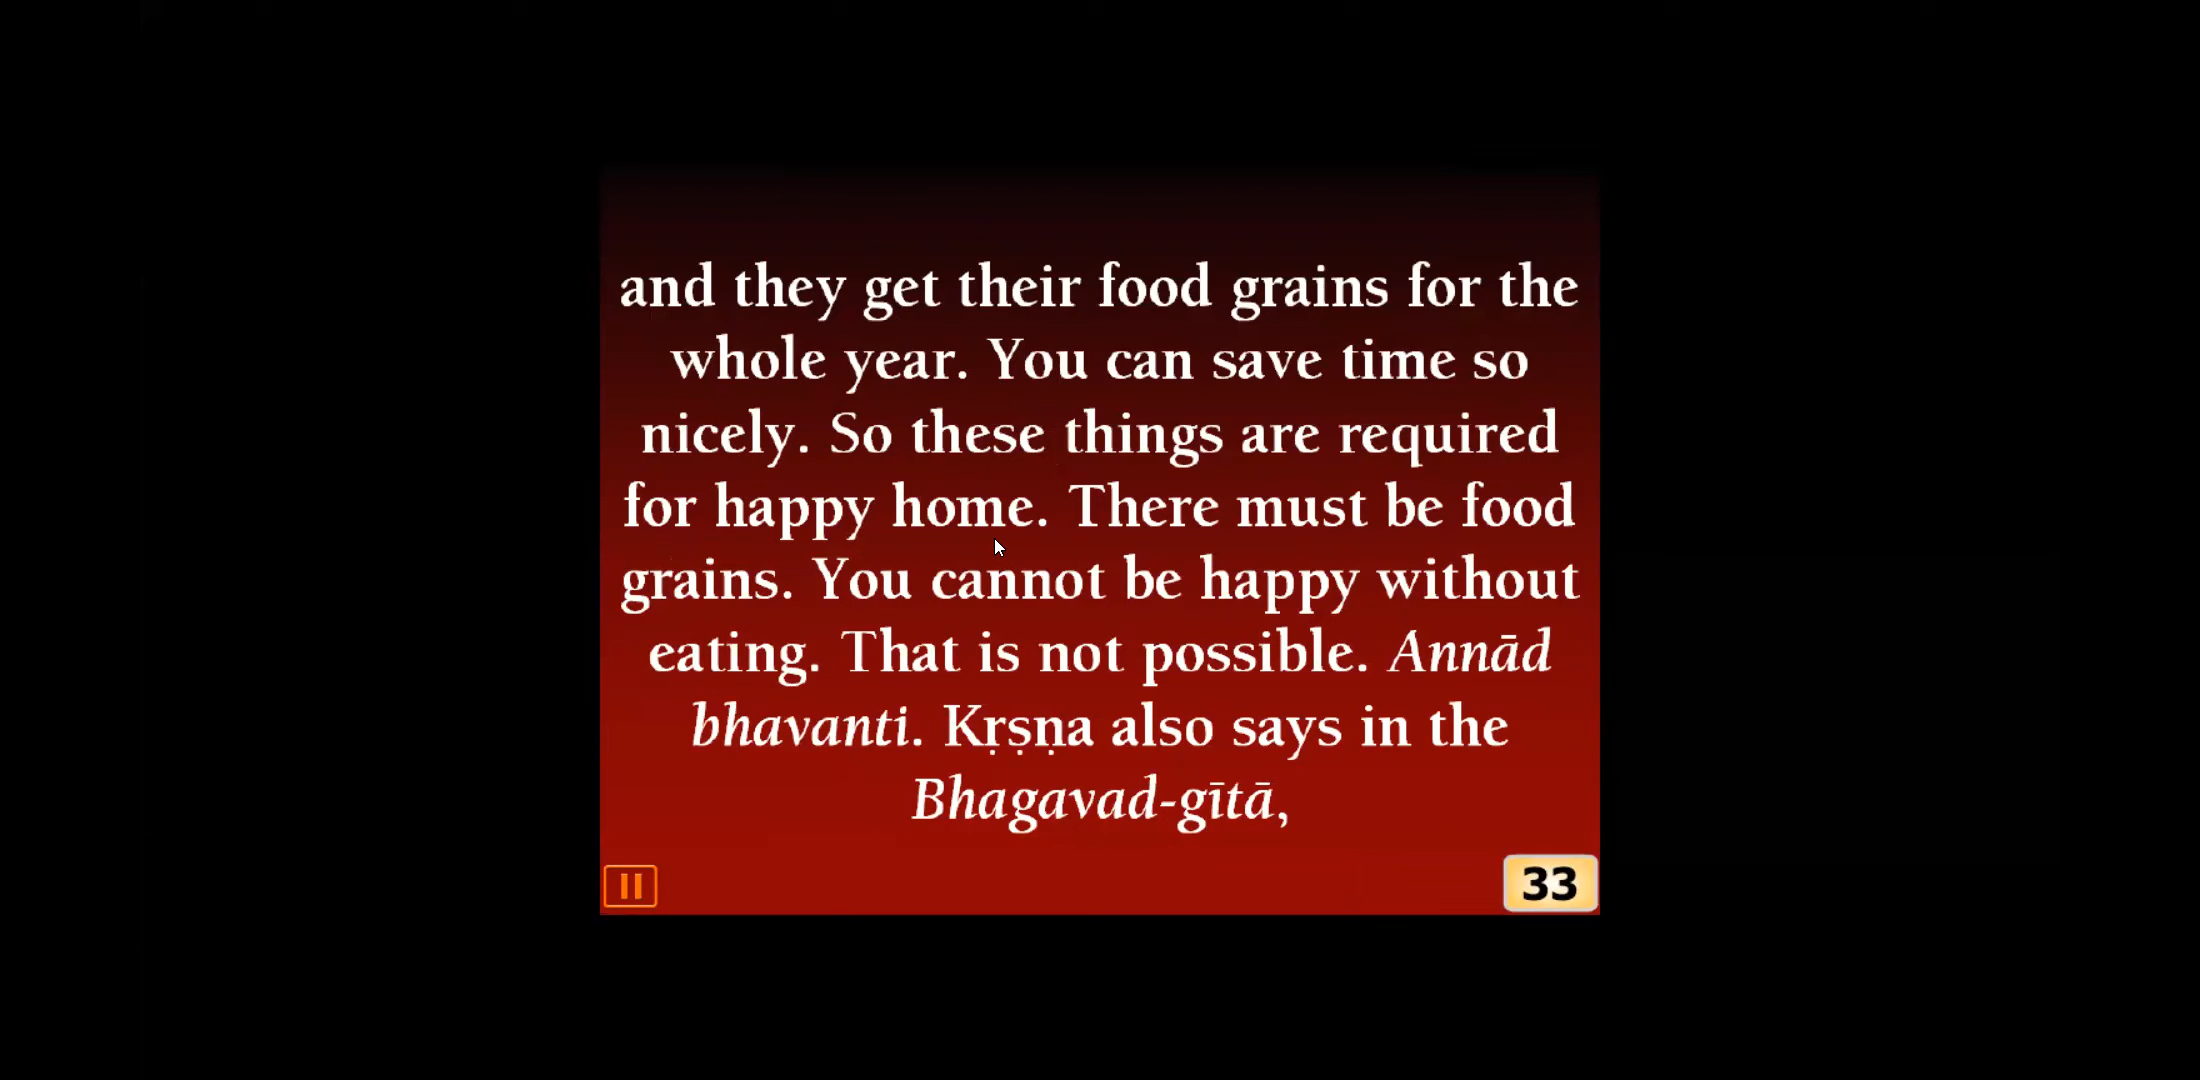 and they get their food grains for the
whole year. You can save time so
nicely. So these things are required
for happy home. There must be food
grains. You cannot be happy without
eating. That is not possible. Annād
bhavanti. Kṛṣṇa also says in the
Bhagavad-gītā,
33